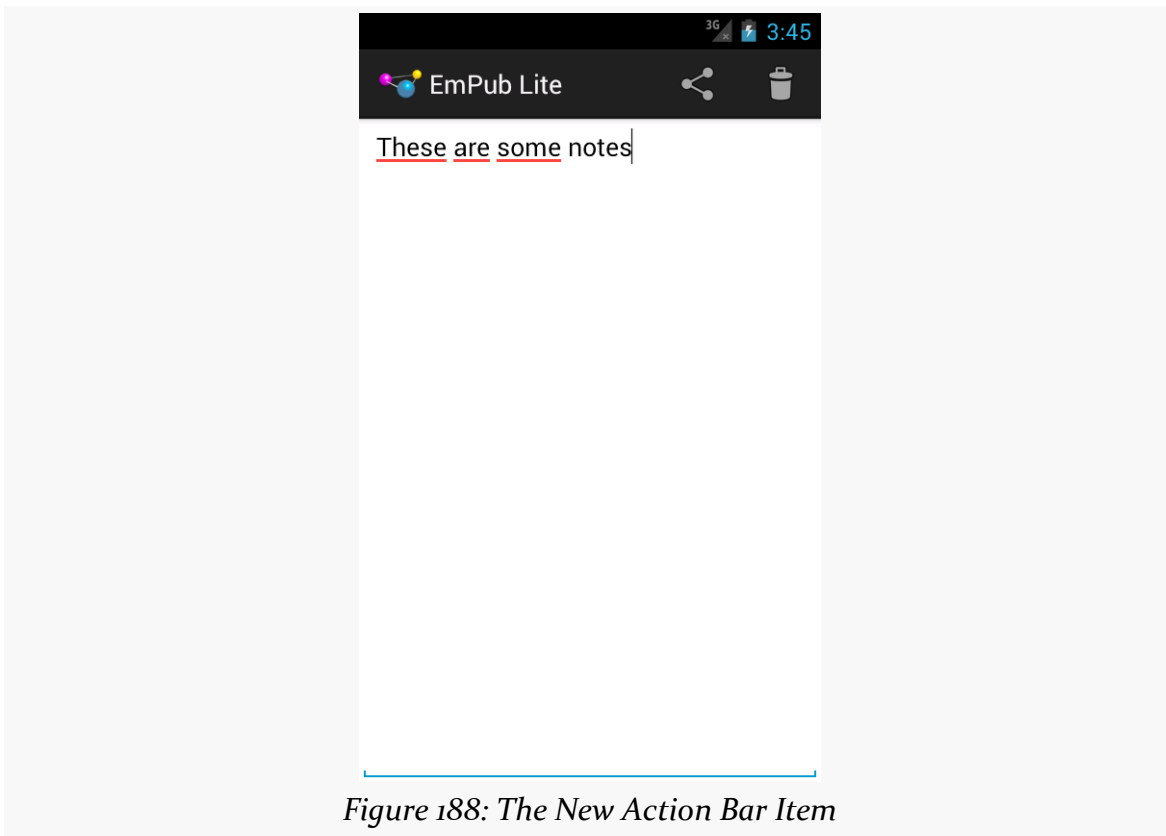 3G 3:45
EmPub Lite
These are some notes
Figure 188: The New Action Bar Item